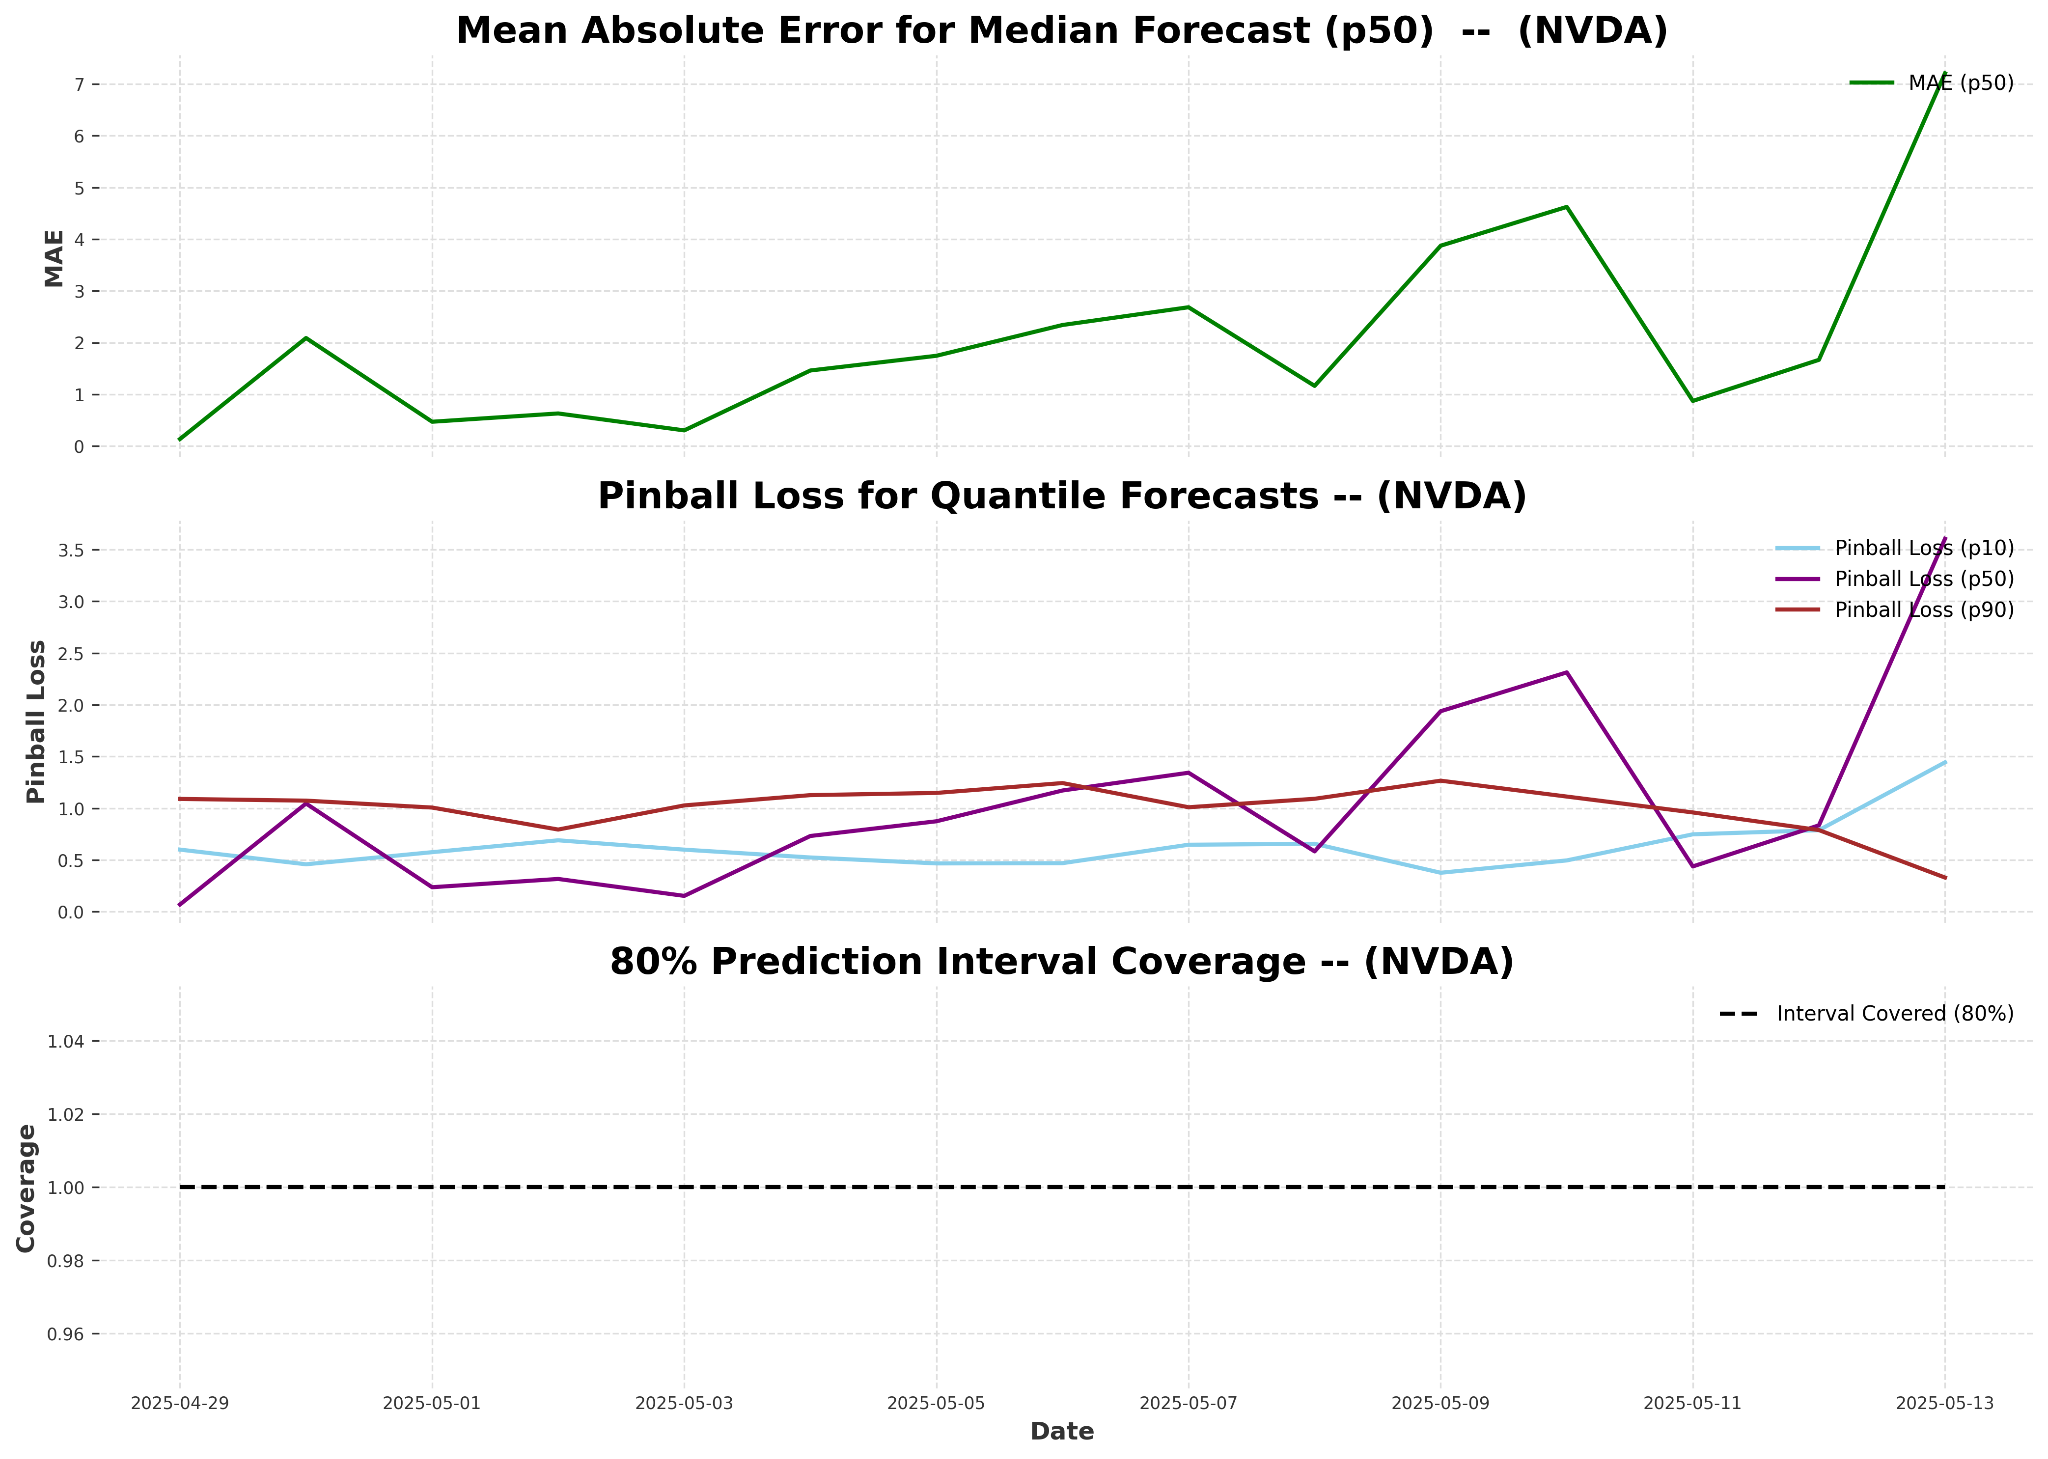 Mean Absolute Error for Median Forecast (p50)  --  (NVDA)
MAE (p50)
7
6
5
4
3
2
1
0
MAE
Pinball Loss for Quantile Forecasts -- (NVDA)
Pinball Loss (p10)
Pinball Loss (p50)
Pinball Loss (p90)
3.5
3.0
2.5
2.0
1.5
1.0
0.5
0.0
Pinball Loss
80% Prediction Interval Coverage -- (NVDA)
Interval Covered (80%)
1.04
1.02
1.00
0.98
0.96
Coverage
2025-04-29 2025-05-01 2025-05-03 2025-05-05 2025-05-07 2025-05-09 2025-05-11 2025-05-13
Date